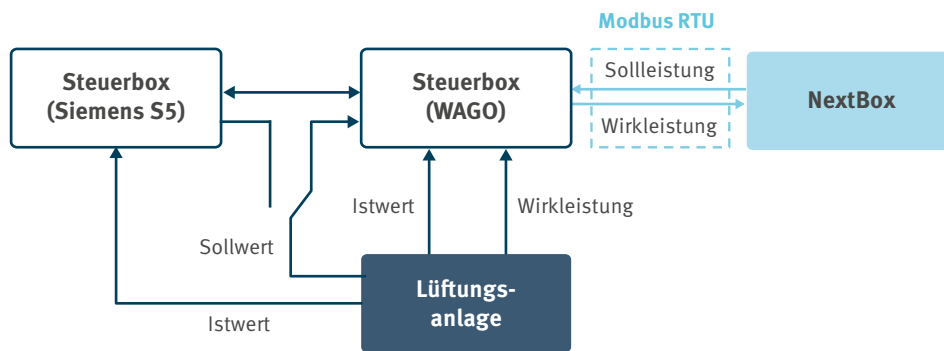 Modbus RTU
Steuerbox
(Siemens S5)
Steuerbox
(WAGO)
Sollleistung
Wirkleistung
NextBox
Istwert
Wirkleistung
Sollwert
Lüftungs-
anlage
Istwert